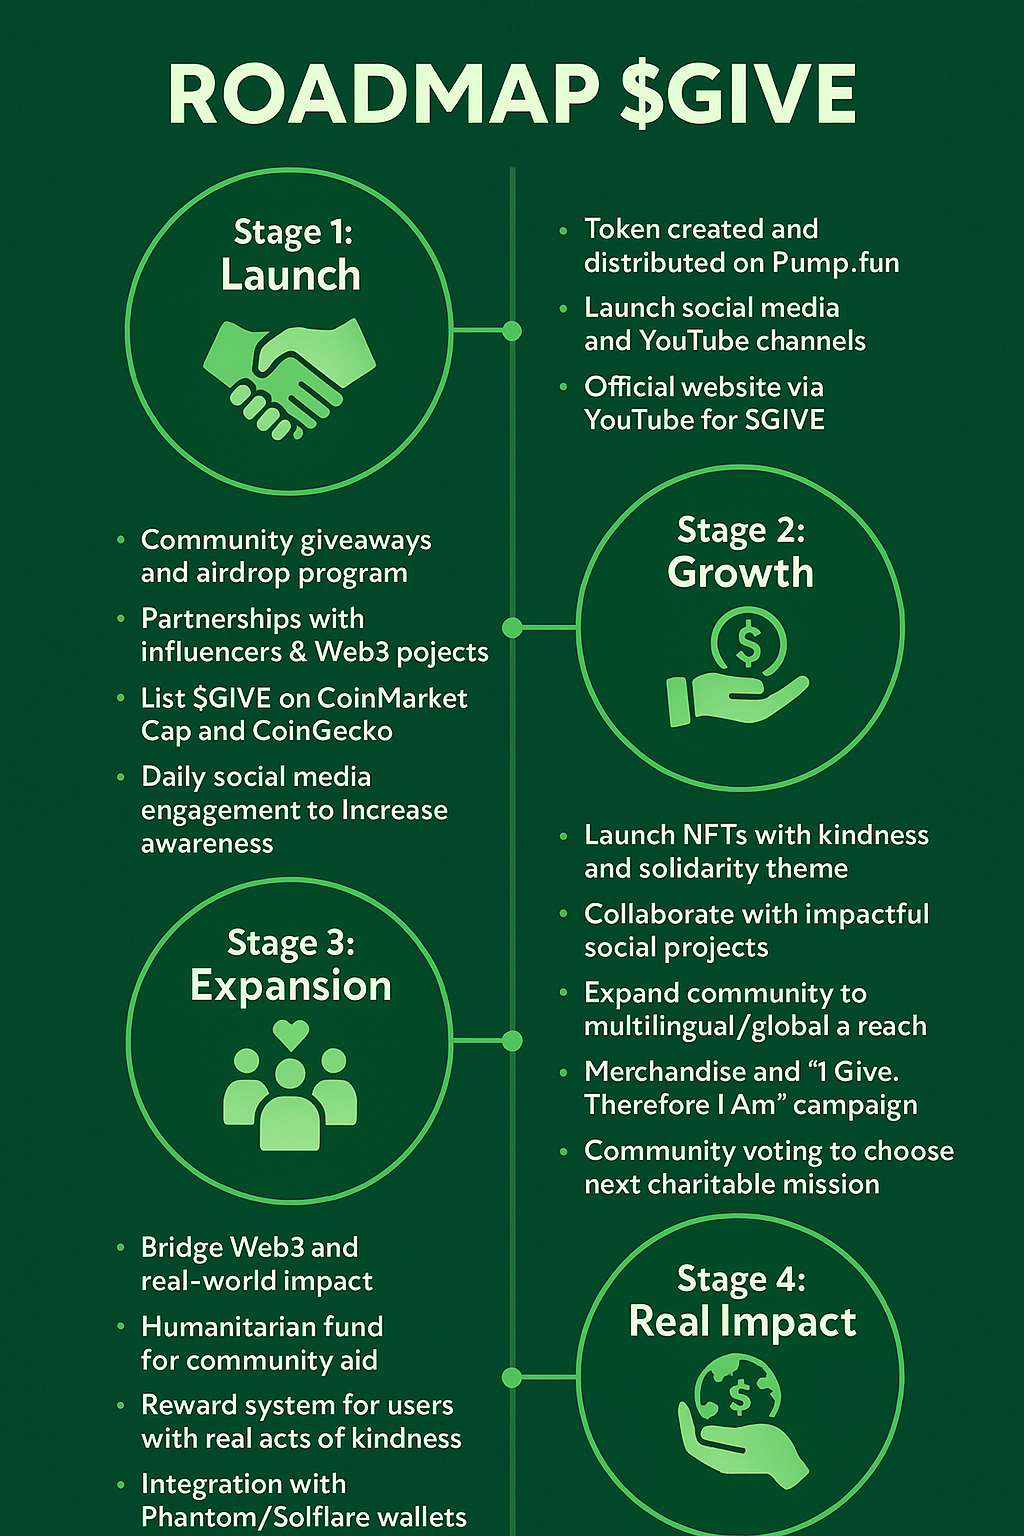 ROADMAP $GIVE
Stage 1:
Launch
• Token created and
distributed on Pump.fun
• Launch social media
and YouTube channels
• Official website via
YouTube for SGIVE
Stage 2:
Growth
$
• Community giveaways
and airdrop program
• Partnerships with
influencers & Web3 pojects
• List $GIVE on CoinMarket
Cap and CoinGecko
• Daily social media
engagement to Increase
awareness
Stage 3:
Expansion
• Launch NFTs with kindness
and solidarity theme
• Collaborate with impactful
social projects
• Expand community to
multilingual/global a reach
• Merchandise and “1 Give.
Therefore I Am” campaign
• Community voting to choose
next charitable mission
Stage 4:
Real Impact
$
• Bridge Web3 and
real-world impact
• Humanitarian fund
for community aid
• Reward system for users
with real acts of kindness
• Integration with
Phantom/Solflare wallets